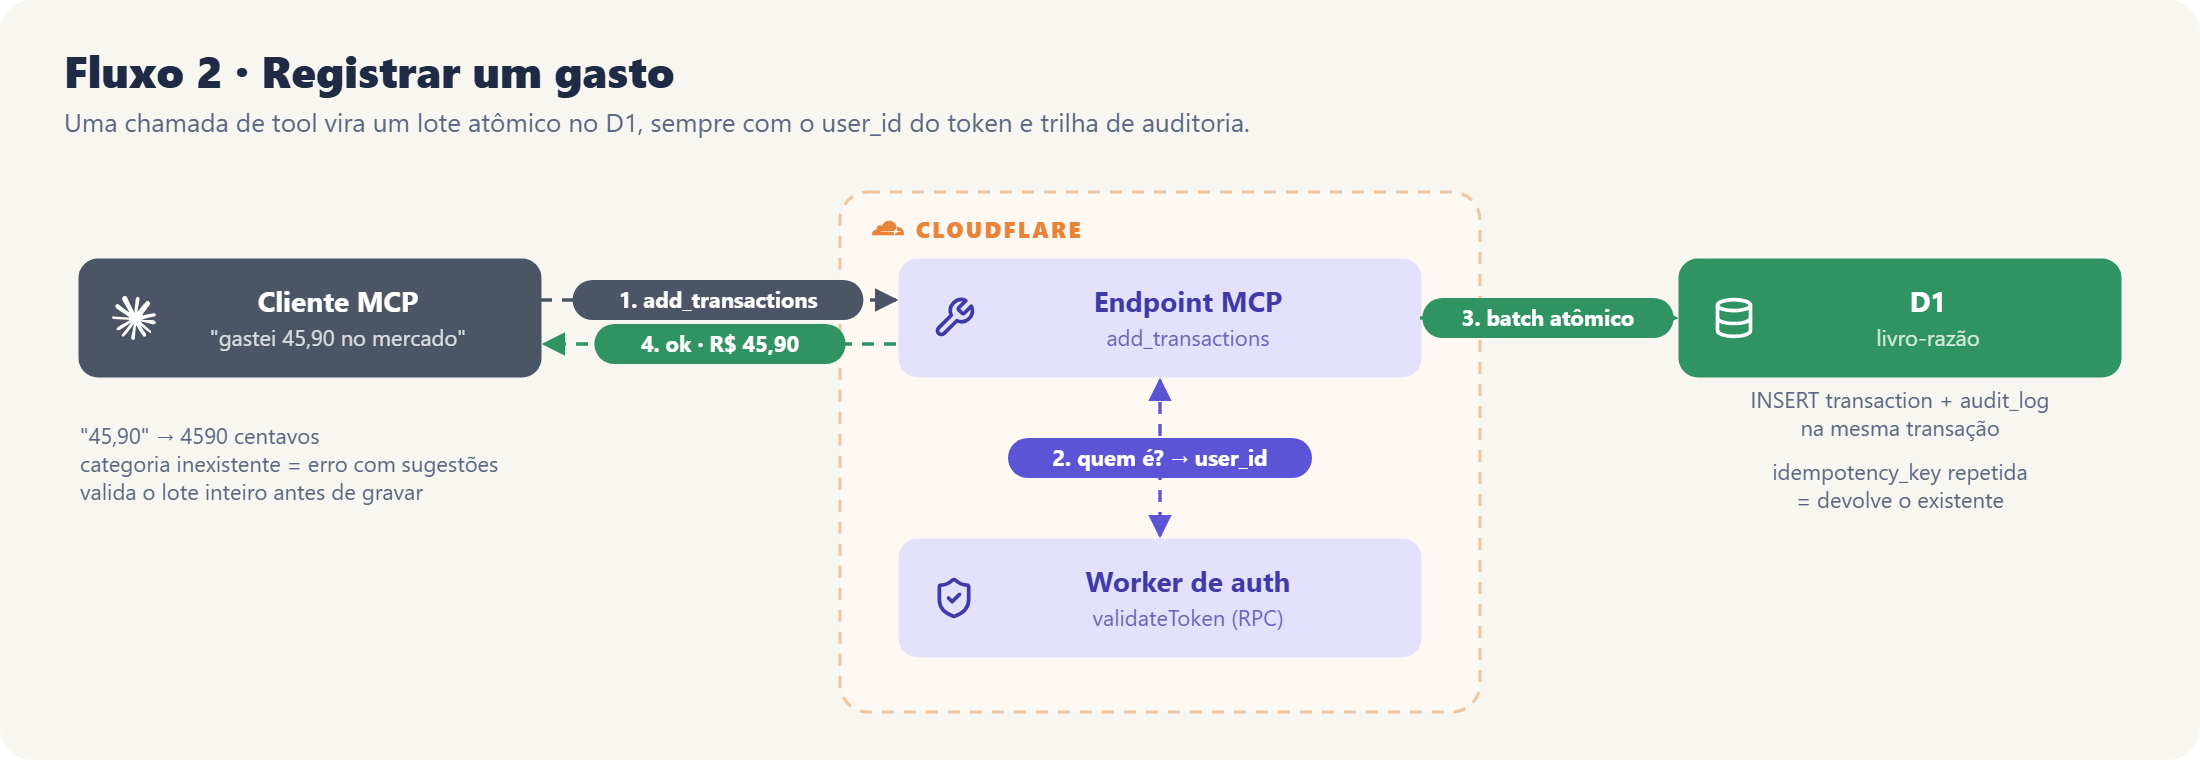 Fluxo 2 · Registrar um gasto
Uma chamada de tool vira um lote atômico no D1, sempre com o user_id do token e trilha de auditoria.
CLOUDFLARE
Cliente MCP
"gastei 45,90 no mercado"
1. add_transactions
4. ok · R$ 45,90
Endpoint MCP
add_transactions
3. batch atômico
D1
livro-razão
"45,90" → 4590 centavos
categoria inexistente = erro com sugestões
valida o lote inteiro antes de gravar
2. quem é? → user_id
INSERT transaction + audit_log
na mesma transação
idempotency_key repetida
= devolve o existente
Worker de auth
validateToken (RPC)